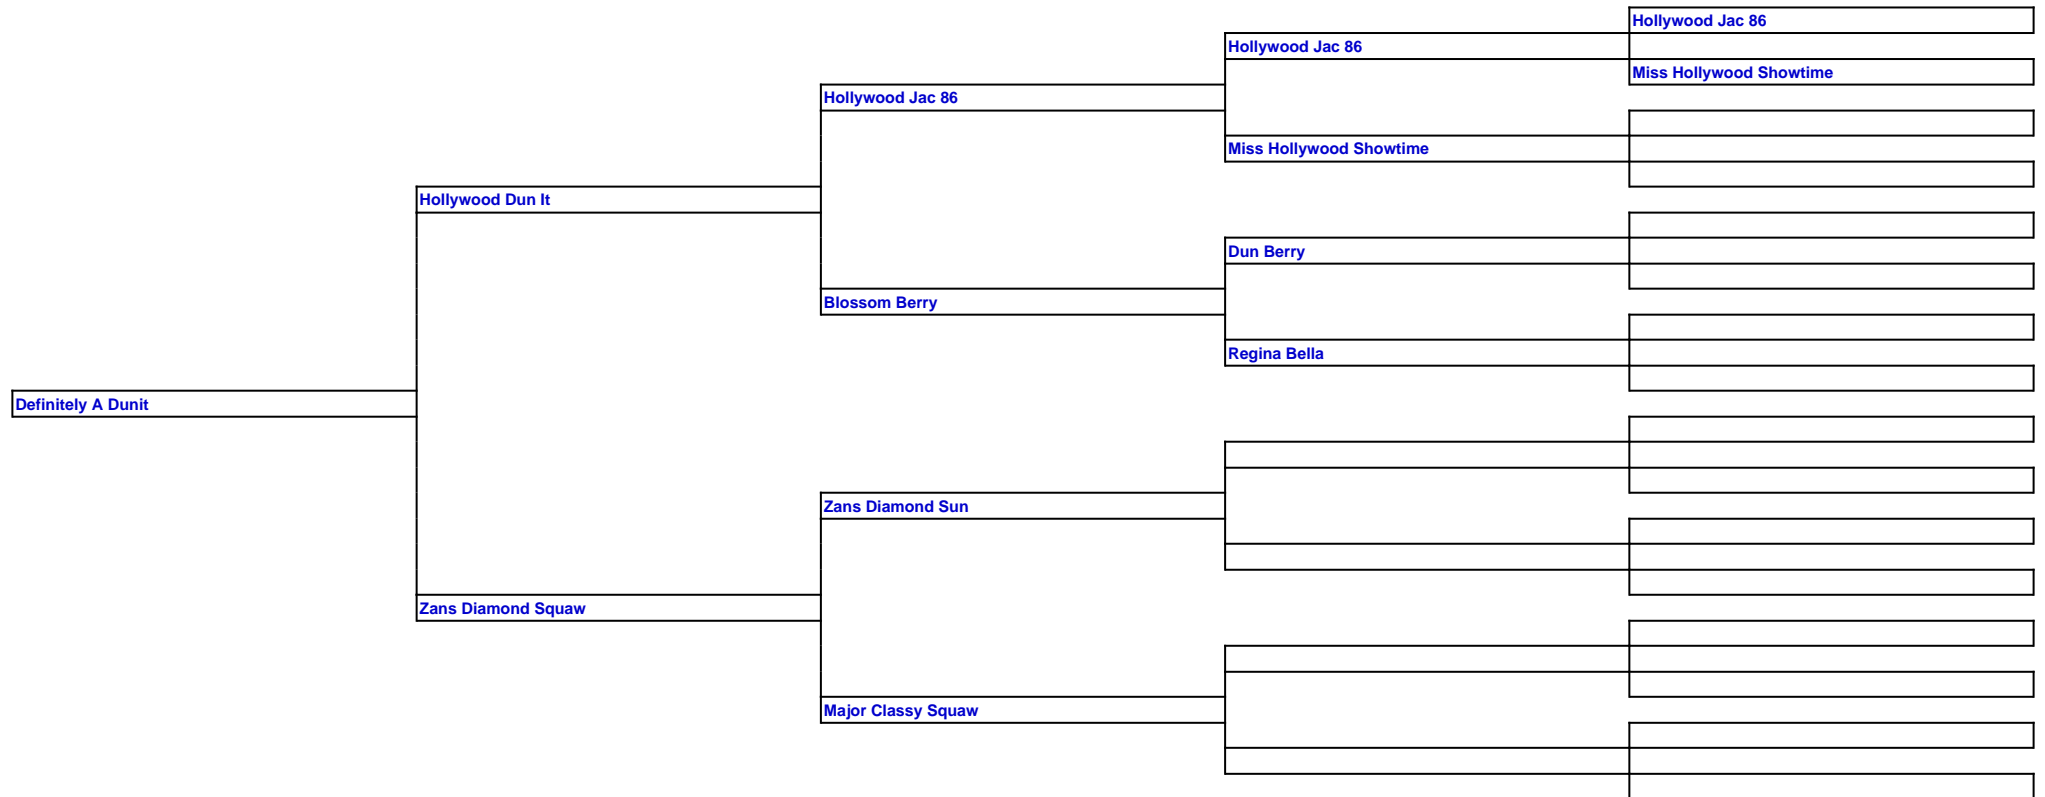 Hollywood Jac 86
Hollywood Jac 86
Miss Hollywood Showtime
Hollywood Jac 86
Miss Hollywood Showtime
Hollywood Dun It
Dun Berry
Blossom Berry
Regina Bella
Definitely A Dunit
Zans Diamond Sun
Zans Diamond Squaw
Major Classy Squaw